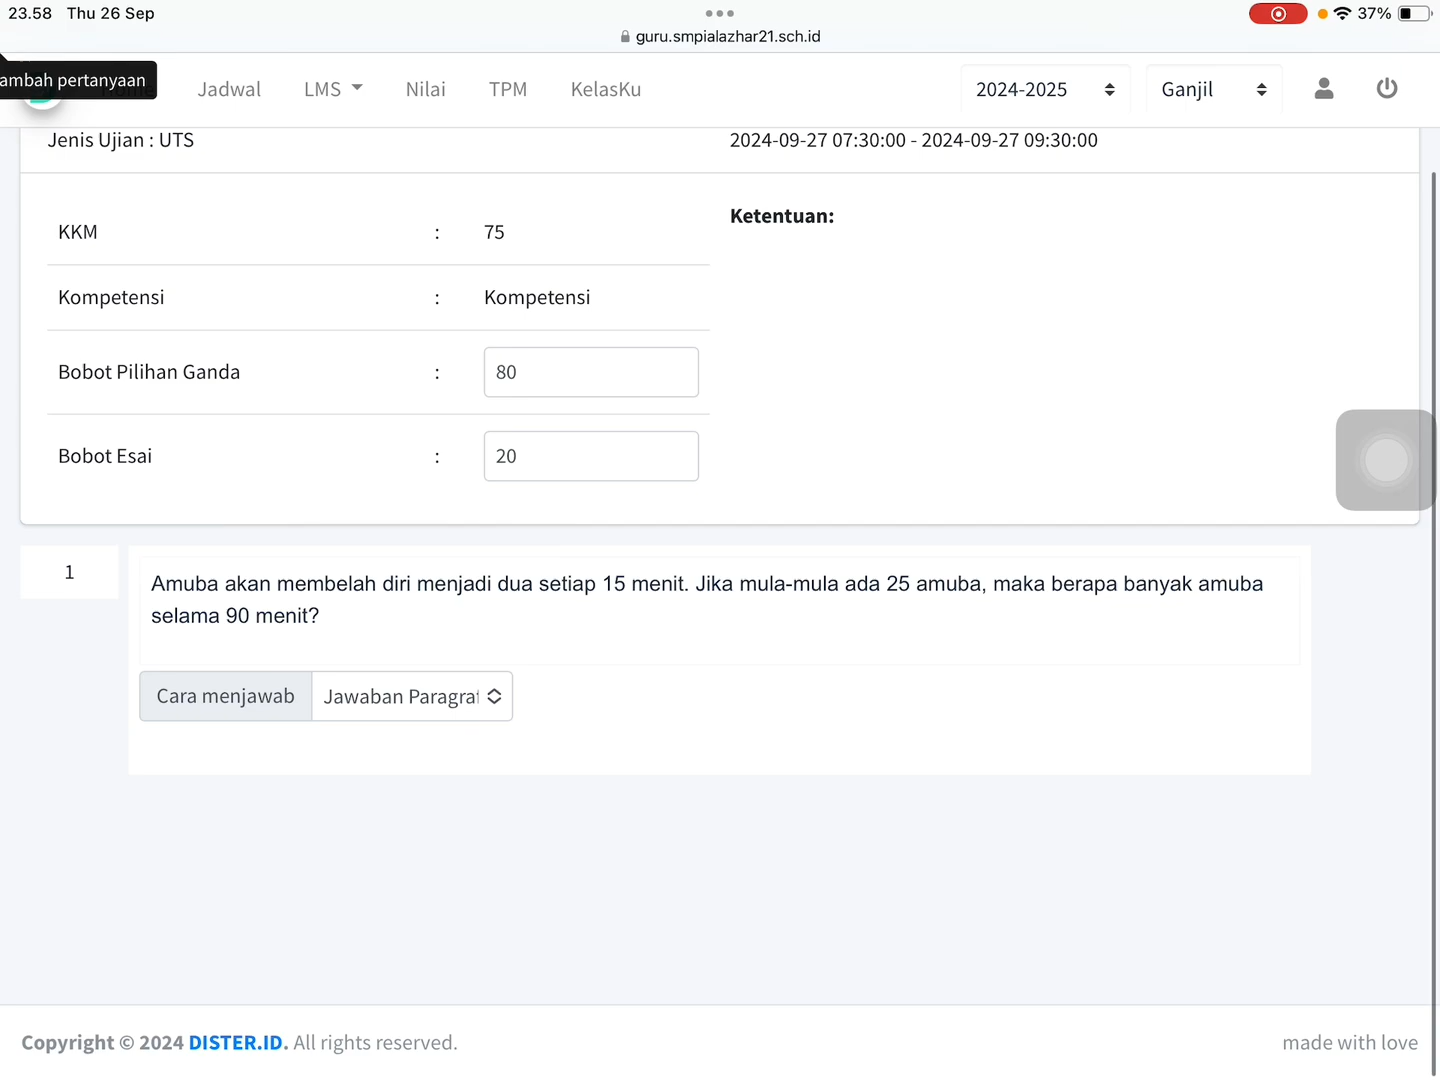 23.58 Thu 26 Sep
37%
guru.smpialazhar21.sch.id
ambah pertanyaan
Jadwal LMS Nilai TPM KelasKu 2024-2025 Ganjil
Jenis Ujian : UTS 2024-09-27 07:30:00 - 2024-09-27 09:30:00
Ketentuan:
KKM : 75
Kompetensi : Kompetensi
Bobot Pilihan Ganda : 80
Bobot Esai : 20
1
Amuba akan membelah diri menjadi dua setiap 15 menit. Jika mula-mula ada 25 amuba, maka berapa banyak amuba
selama 90 menit?
Cara menjawab Jawaban Paragraf
Copyright © 2024 DISTER.ID. All rights reserved. made with love